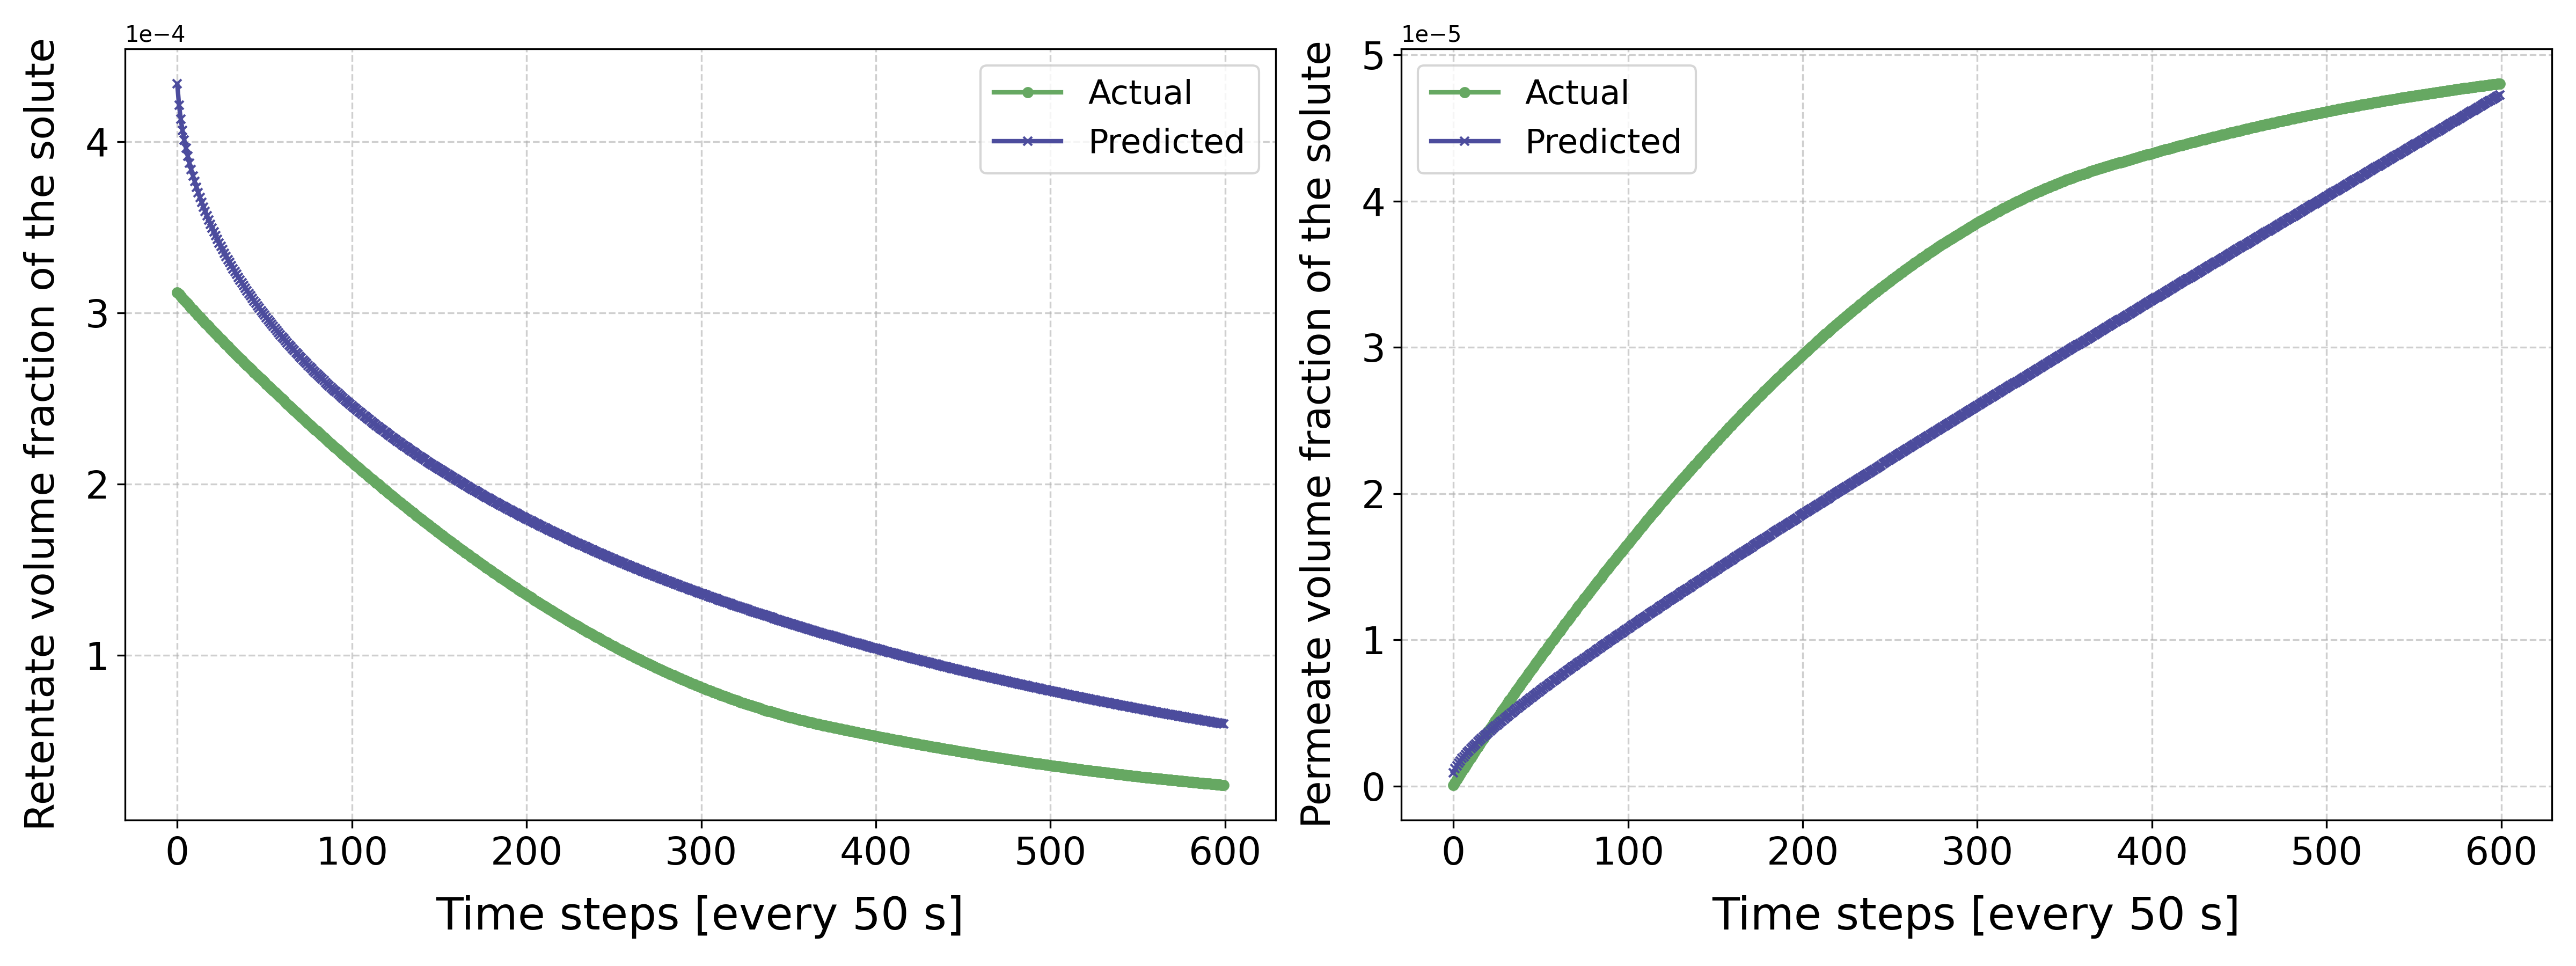 1e−4
Retentate volume fraction of the solute
4
3
2
1
0 100 200 300 400 500 600
Time steps [every 50 s]
Actual
Predicted
1e−5
Permeate volume fraction of the solute
5
4
3
2
1
0
0 100 200 300 400 500 600
Time steps [every 50 s]
Actual
Predicted